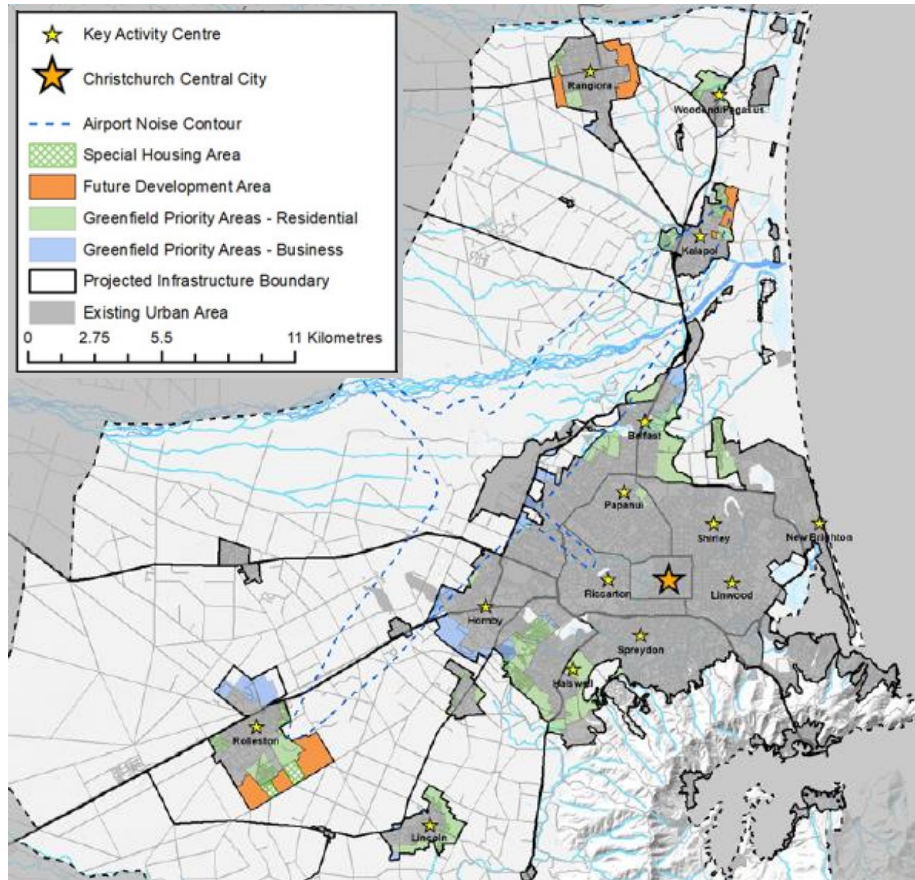 Key Activity Centre
Christchurch Central City
Airport Noise Contour
Special Housing Area
Future Development Area
Greenfield Priority Areas - Residential
Greenfield Priority Areas - Business
Projected Infrastructure Boundary
Existing Urban Area
0 2.75 5.5 11 Kilometres
Rangiora
Woodend/Pegasus
Kaiapoi
Belfast
Papanui
Shirley
New Brighton
Riccarton
Linwood
Hornby
Spreydon
Halswell
Rolleston
Lincoln